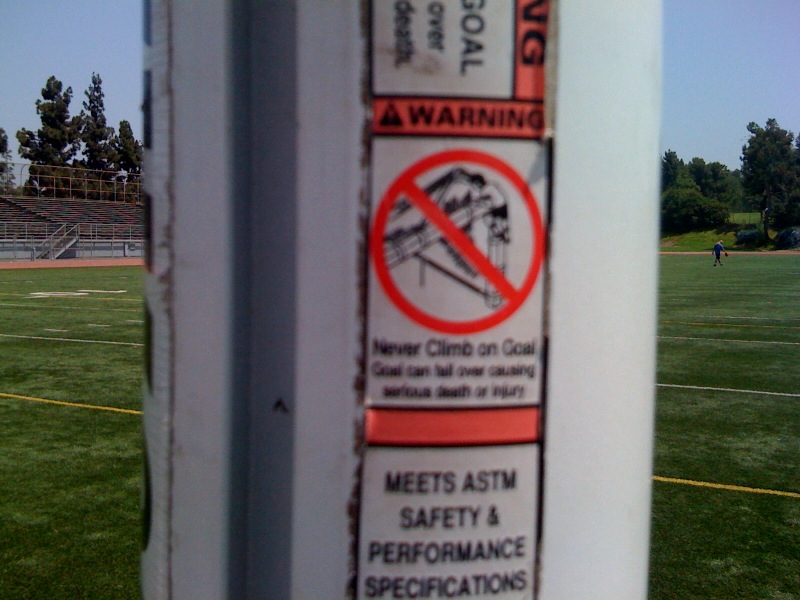 GOAL
over
death.
NG
WARNING
Never Climb on Goal
Goal can fall over causing
serious death or injury
MEETS ASTM
SAFETY &
PERFORMANCE
SPECIFICATIONS